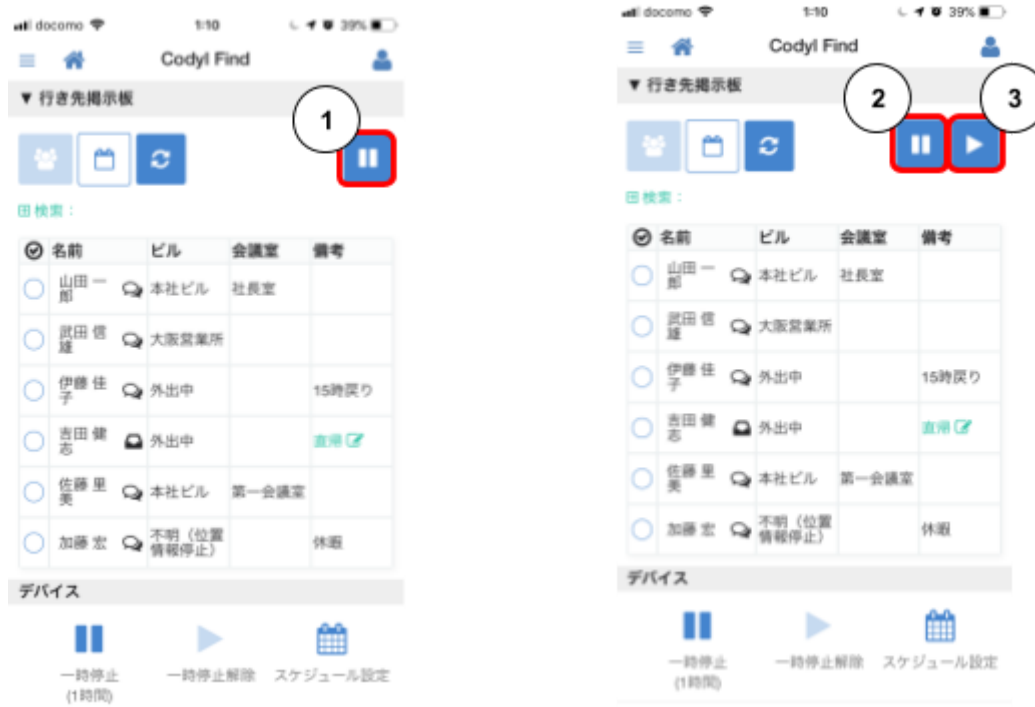 docomo 1:10 39%
Codyl Find
▼ 行き先掲示板
1
検索：
名前 ビル 会議室 備考
山田 一郎 本社ビル 社長室
武田 信雄 大阪営業所
伊藤 佳子 外出中 15時戻り
吉田 健志 外出中 直帰
佐藤 里美 本社ビル 第一会議室
加藤 宏 不明（位置情報停止） 休暇
デバイス
一時停止 一時停止解除 スケジュール設定
(1時間)
docomo 1:10 39%
Codyl Find
▼ 行き先掲示板
2 3
検索：
名前 ビル 会議室 備考
山田 一郎 本社ビル 社長室
武田 信雄 大阪営業所
伊藤 佳子 外出中 15時戻り
吉田 健志 外出中 直帰
佐藤 里美 本社ビル 第一会議室
加藤 宏 不明（位置情報停止） 休暇
デバイス
一時停止 一時停止解除 スケジュール設定
(1時間)